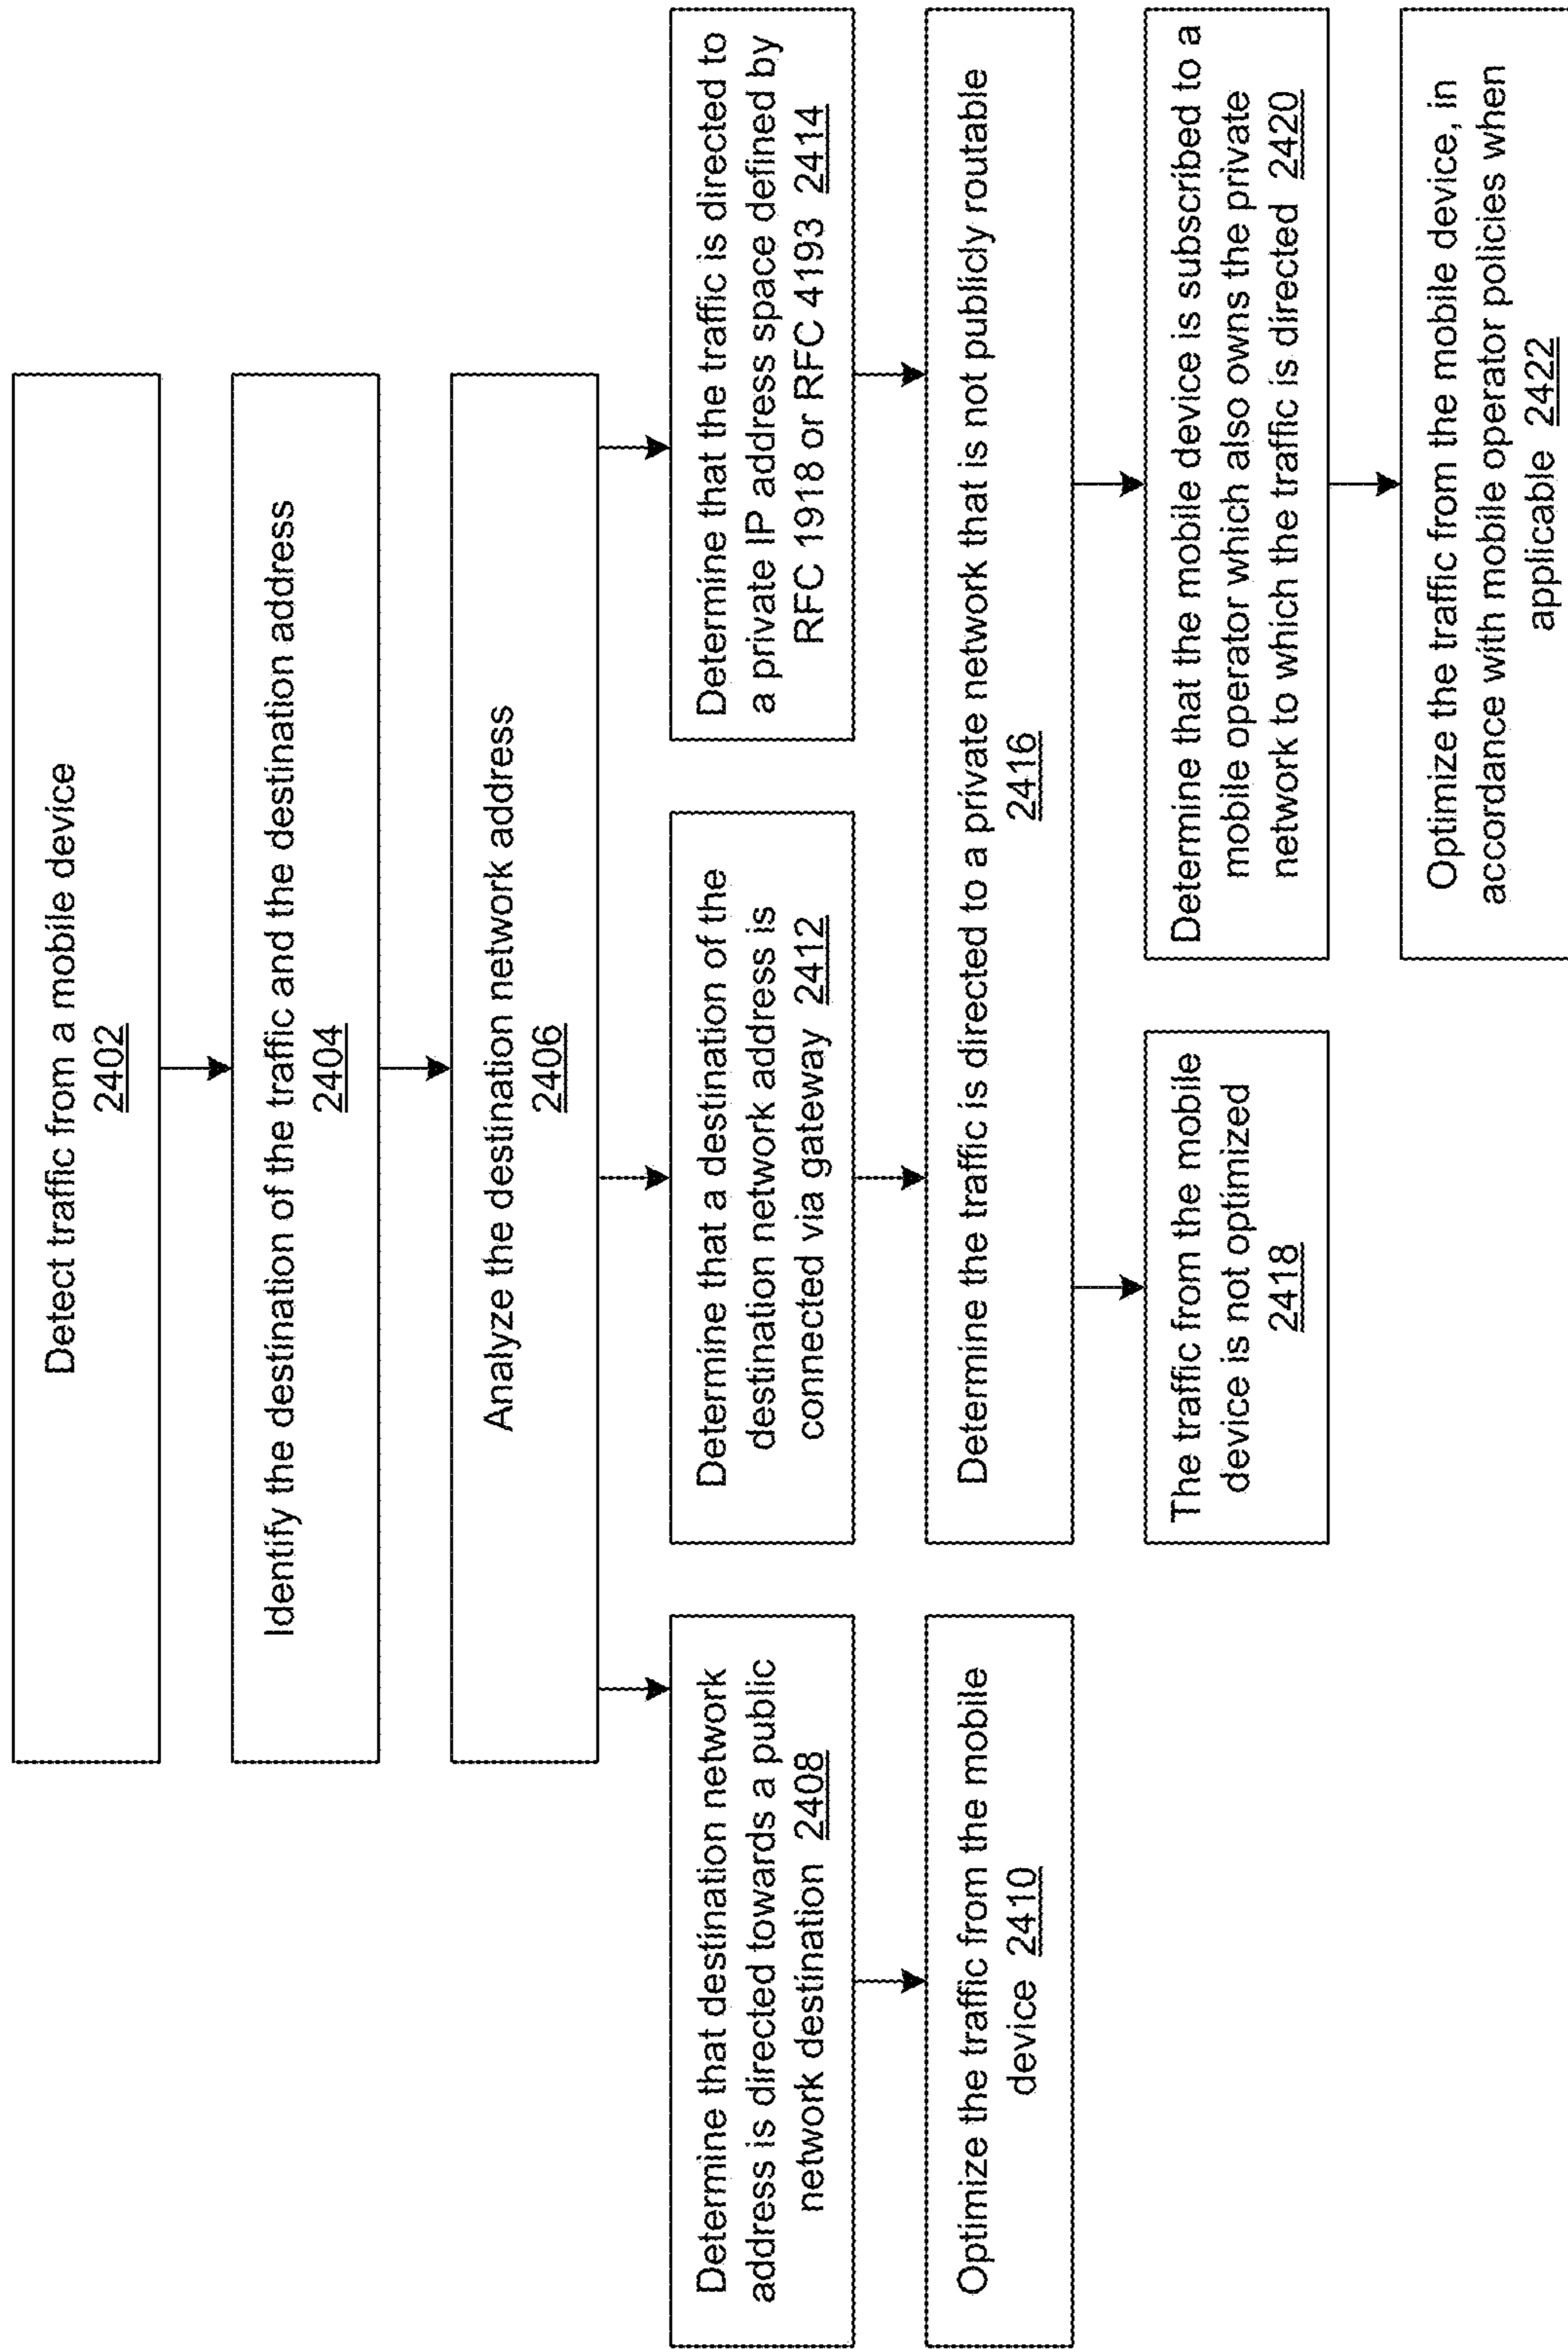 Detect traffic from a mobile device
2402
Identify the destination of the traffic and the destination address
2404
Analyze the destination network address
2406
Determine that destination network
address is directed towards a public
network destination 2408
Optimize the traffic from the mobile
device 2410
Determine that a destination of the
destination network address is
connected via gateway 2412
Determine that the traffic is directed to
a private IP address space defined by
RFC 1918 or RFC 4193 2414
Determine the traffic is directed to a private network that is not publicly routable
2416
The traffic from the mobile
device is not optimized
2418
Determine that the mobile device is subscribed to a
mobile operator which also owns the private
network to which the traffic is directed 2420
Optimize the traffic from the mobile device, in
accordance with mobile operator policies when
applicable 2422